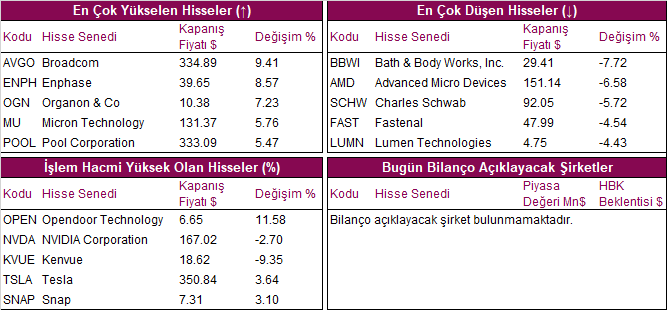 En Çok Yükselen Hisseler (↑)
Kodu Hisse Senedi Kapanış Fiyatı $ Değişim %
AVGO Broadcom 334.89 9.41
ENPH Enphase 39.65 8.57
OGN Organon & Co 10.38 7.23
MU Micron Technology 131.37 5.76
POOL Pool Corporation 333.09 5.47
En Çok Düşen Hisseler (↓)
Kodu Hisse Senedi Kapanış Fiyatı $ Değişim %
BBWI Bath & Body Works, Inc. 29.41 -7.72
AMD Advanced Micro Devices 151.14 -6.58
SCHW Charles Schwab 92.05 -5.72
FAST Fastenal 47.99 -4.54
LUMN Lumen Technologies 4.75 -4.43
İşlem Hacmi Yüksek Olan Hisseler (%)
Kodu Hisse Senedi Kapanış Fiyatı $ Değişim %
OPEN Opendoor Technology 6.65 11.58
NVDA NVIDIA Corporation 167.02 -2.70
KVUE Kenvue 18.62 -9.35
TSLA Tesla 350.84 3.64
SNAP Snap 7.31 3.10
Bugün Bilanço Açıklayacak Şirketler
Kodu Hisse Senedi Piyasa Değeri Mn$ HBK Beklentisi $
Bilanço açıklayacak şirket bulunmamaktadır.